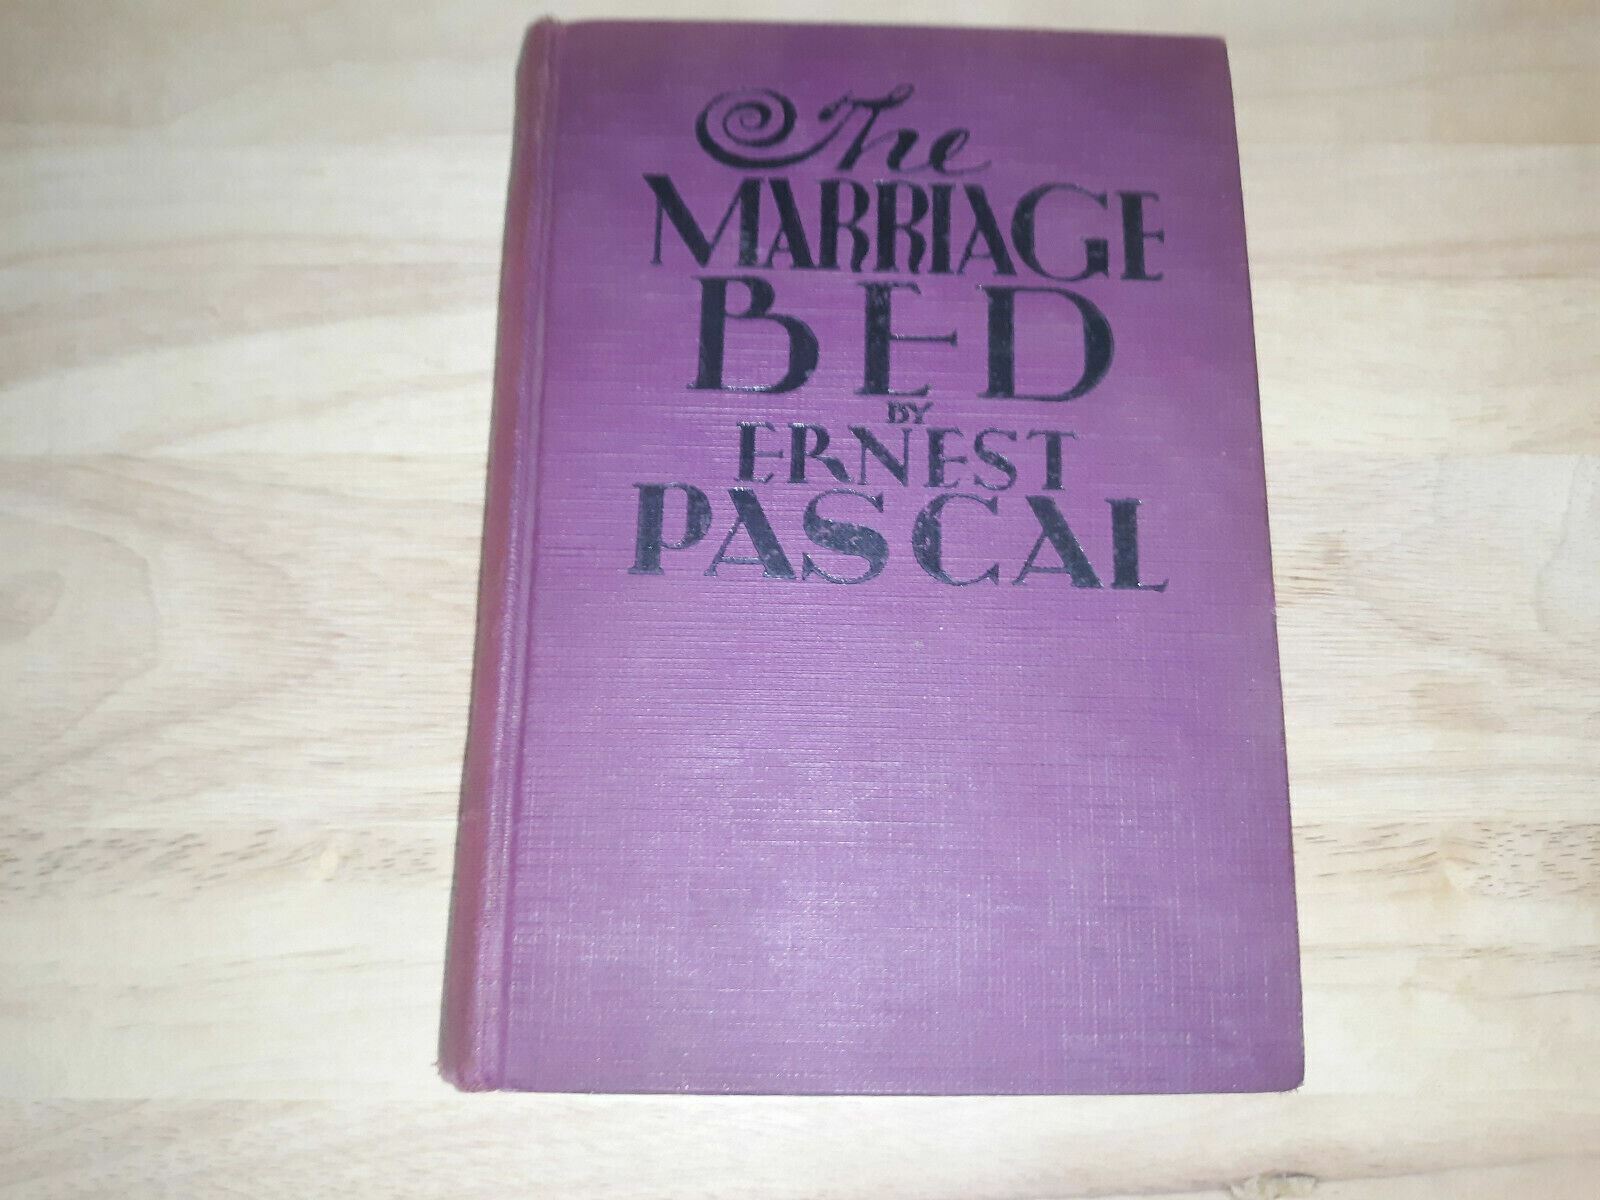 The
MARRIAGE
BED
BY
ERNEST
PASCAL